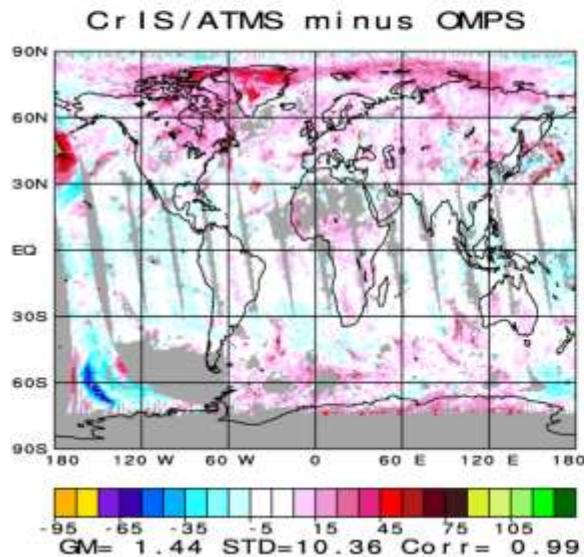 CrIS/ATMS minus OMPS
90N
60N
30N
EQ
30S
60S
90S
180 120 W 60 W 0 60 E 120 E 180
-95 -65 -35 -5 15 45 75 105
GM= 1.44 STD=10.36 Corr= 0.99